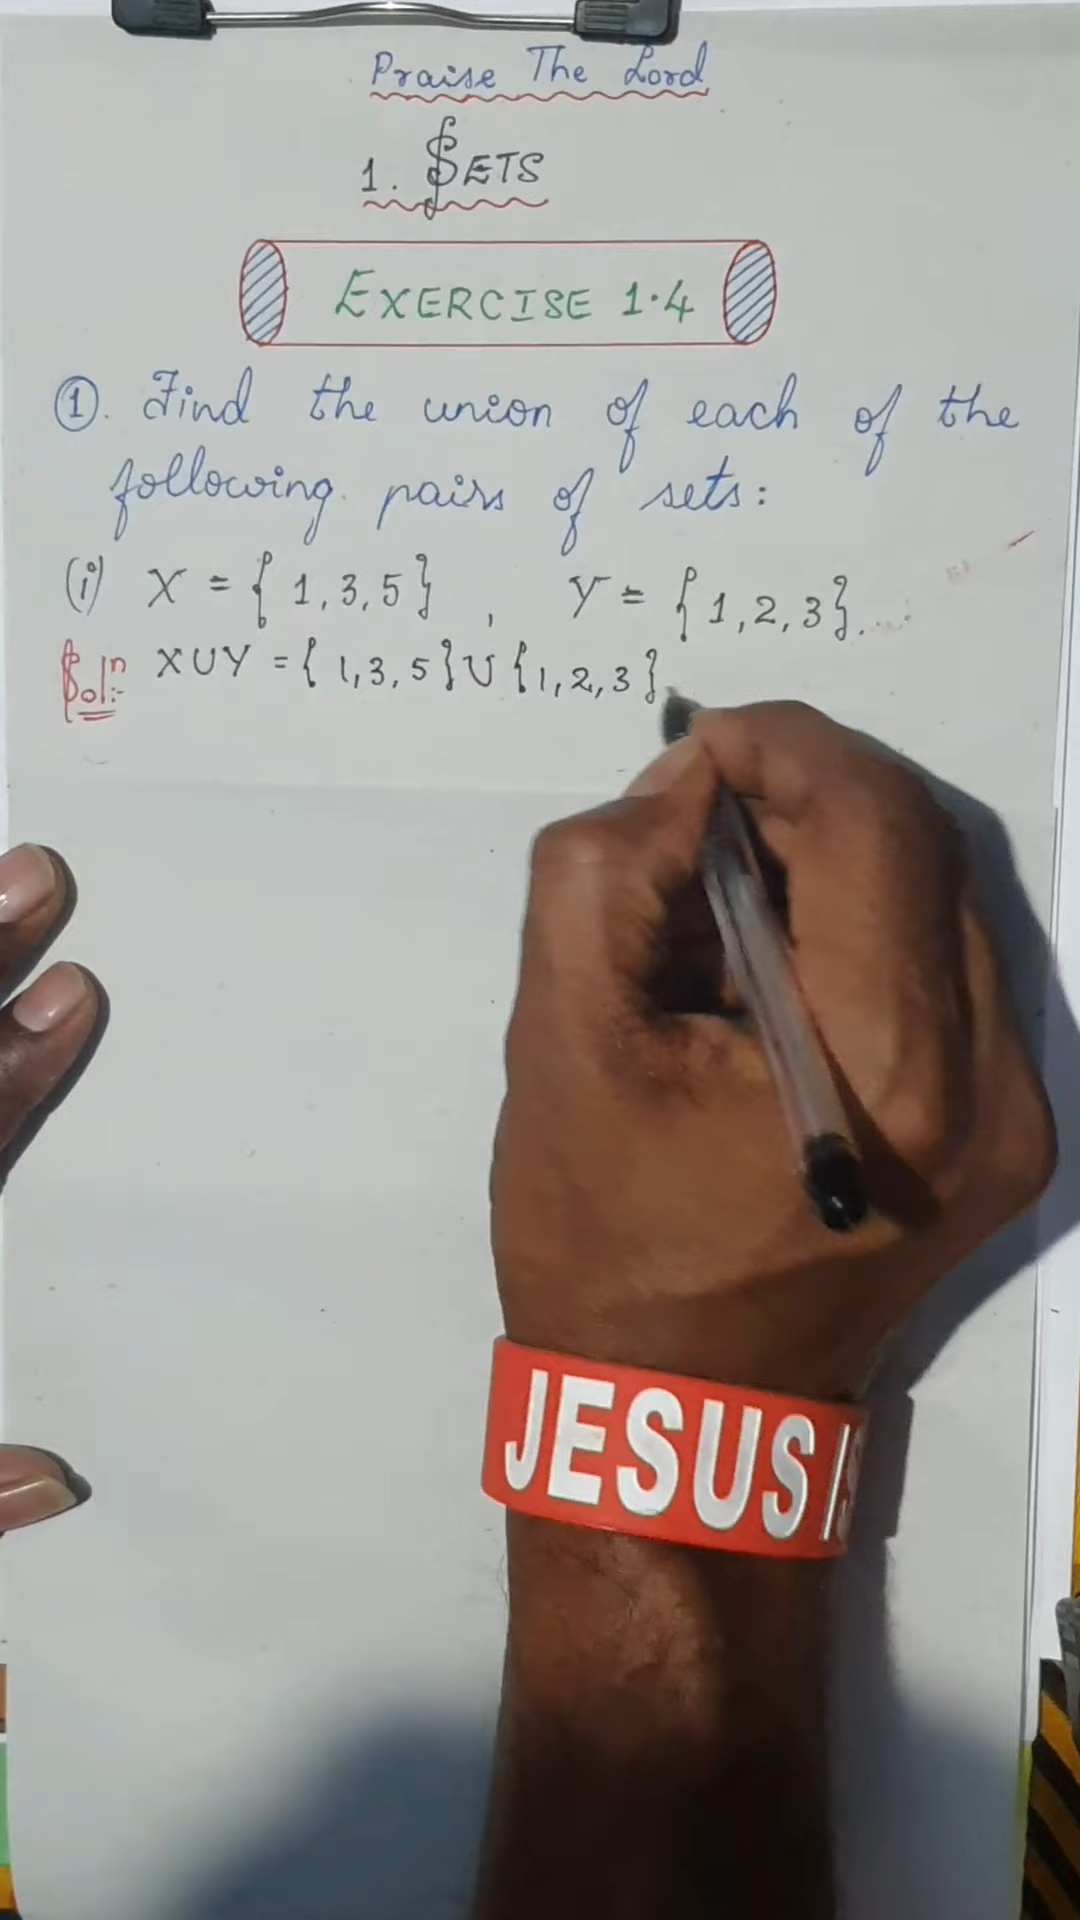 Praise The Lord
1. SETS
EXERCISE 1.4
①. Find the union of each of the
following pairs of sets:
(i) X = { 1, 3, 5 } , Y = { 1, 2, 3 }.
Soln:- X∪Y = { 1, 3, 5 } ∪ { 1, 2, 3 }
JESUS IS